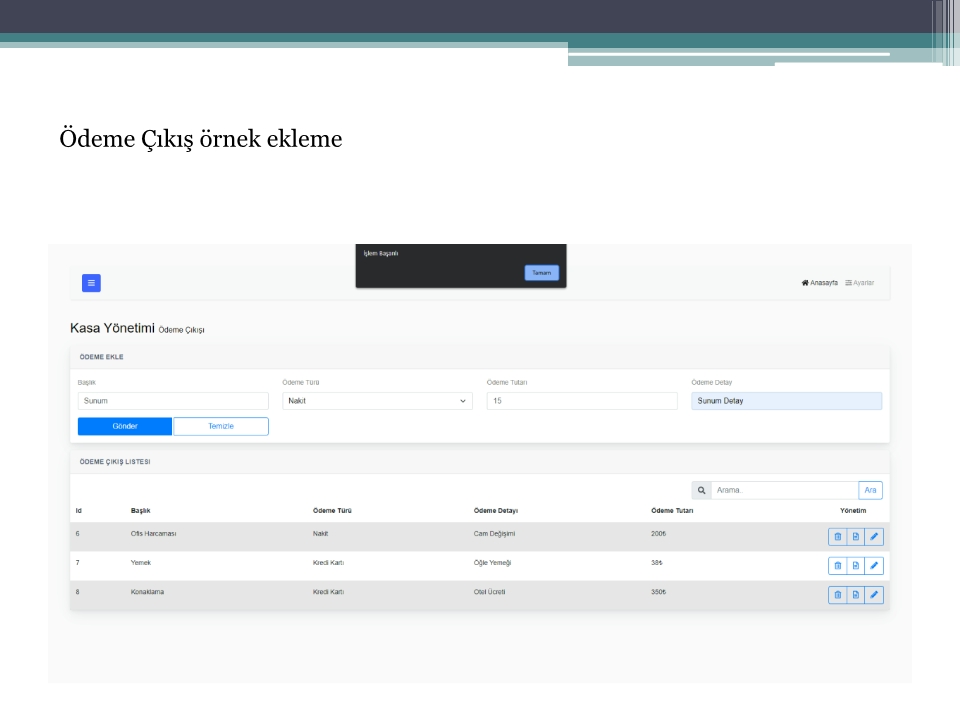 Ödeme Çıkış örnek ekleme
İşlem Başarılı
Tamam
Anasayfa Ayarlar
Kasa Yönetimi Ödeme Çıkışı
ÖDEME EKLE
Başlık Ödeme Türü Ödeme Tutarı Ödeme Detay
Sunum Nakit 15 Sunum Detay
Gönder Temizle
ÖDEME ÇIKIŞ LISTESI
Arama Ara
Id Başlık Ödeme Türü Ödeme Detayı Ödeme Tutarı Yönetim
6 Ofis Harcaması Nakit Cam Değişimi 200₺
7 Yemek Kredi Kartı Öğle Yemeği 38₺
8 Konaklama Kredi Kartı Otel Ücreti 350₺